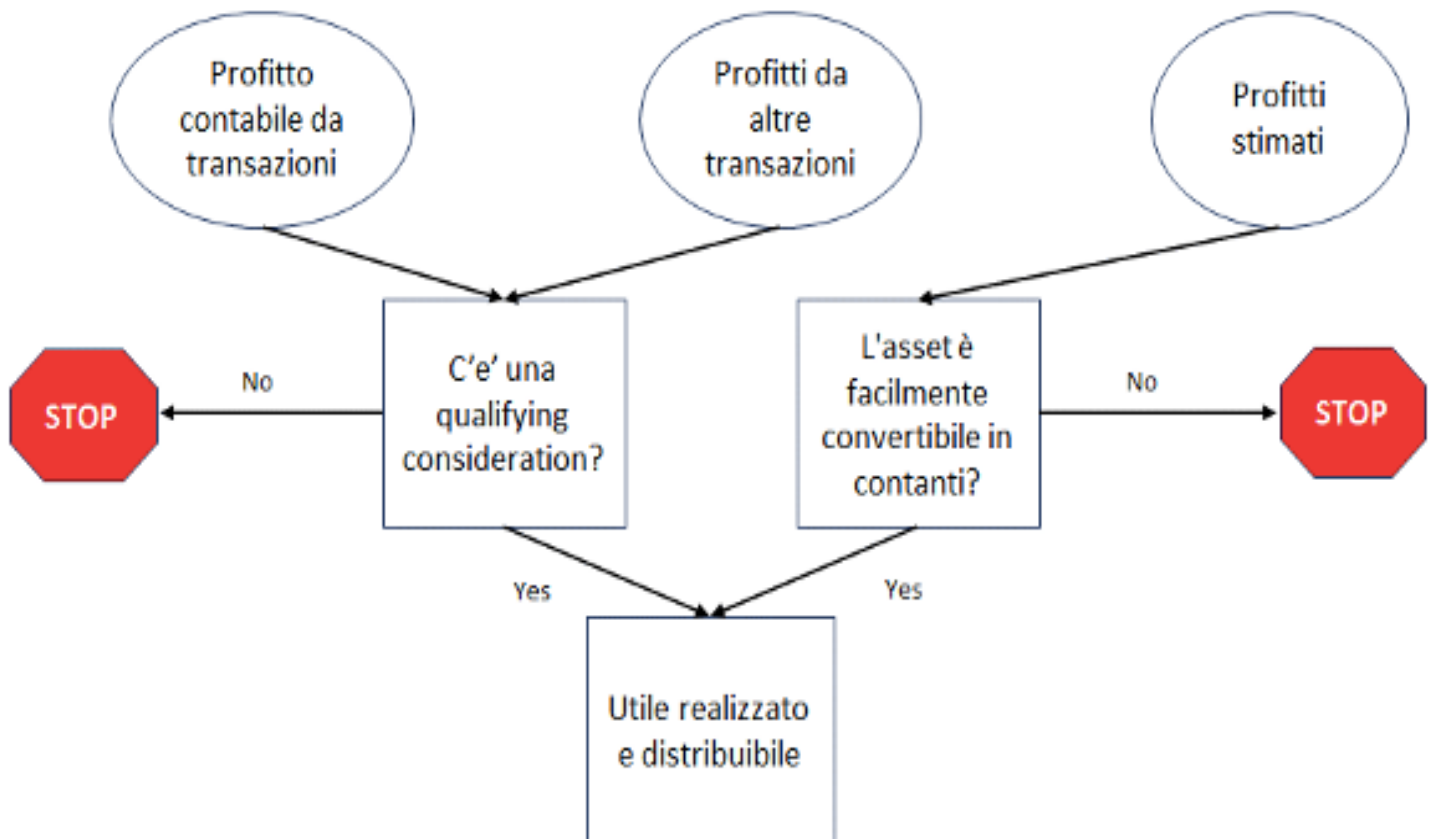 Profitto
contabile da
transazioni
Profitti da
altre
transazioni
Profitti
stimati
C'e' una
qualifying
consideration?
L'asset è
facilmente
convertibile in
contanti?
No
No
STOP
STOP
Yes
Yes
Utile realizzato
e distribuibile